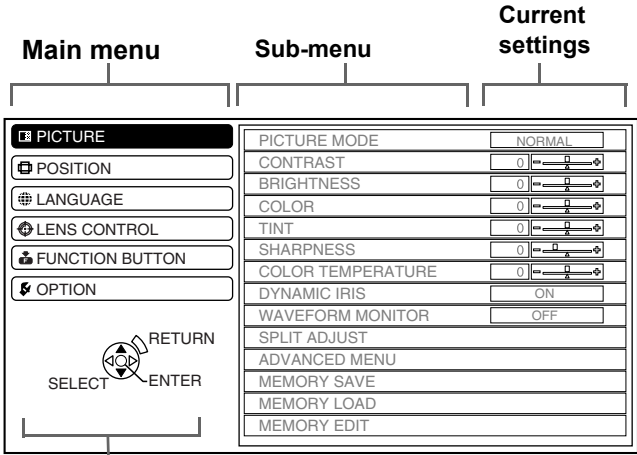 Main menu
Sub-menu
Current
settings
PICTURE
POSITION
LANGUAGE
LENS CONTROL
FUNCTION BUTTON
OPTION
RETURN
SELECT
ENTER
PICTURE MODE NORMAL
CONTRAST 0
BRIGHTNESS 0
COLOR 0
TINT 0
SHARPNESS 0
COLOR TEMPERATURE 0
DYNAMIC IRIS ON
WAVEFORM MONITOR OFF
SPLIT ADJUST
ADVANCED MENU
MEMORY SAVE
MEMORY LOAD
MEMORY EDIT